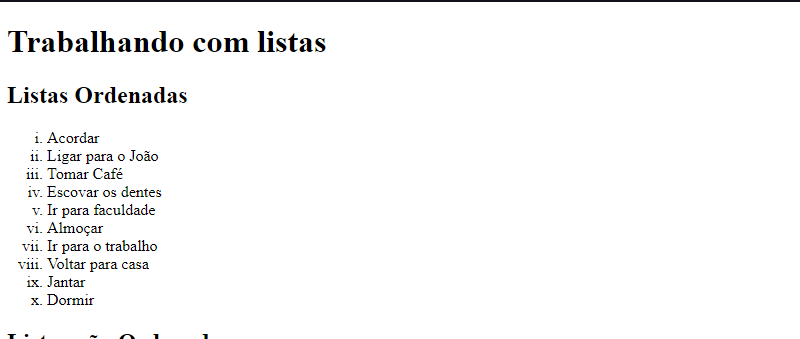 Trabalhando com listas
Listas Ordenadas
i. Acordar
ii. Ligar para o João
iii. Tomar Café
iv. Escovar os dentes
v. Ir para faculdade
vi. Almoçar
vii. Ir para o trabalho
viii. Voltar para casa
ix. Jantar
x. Dormir